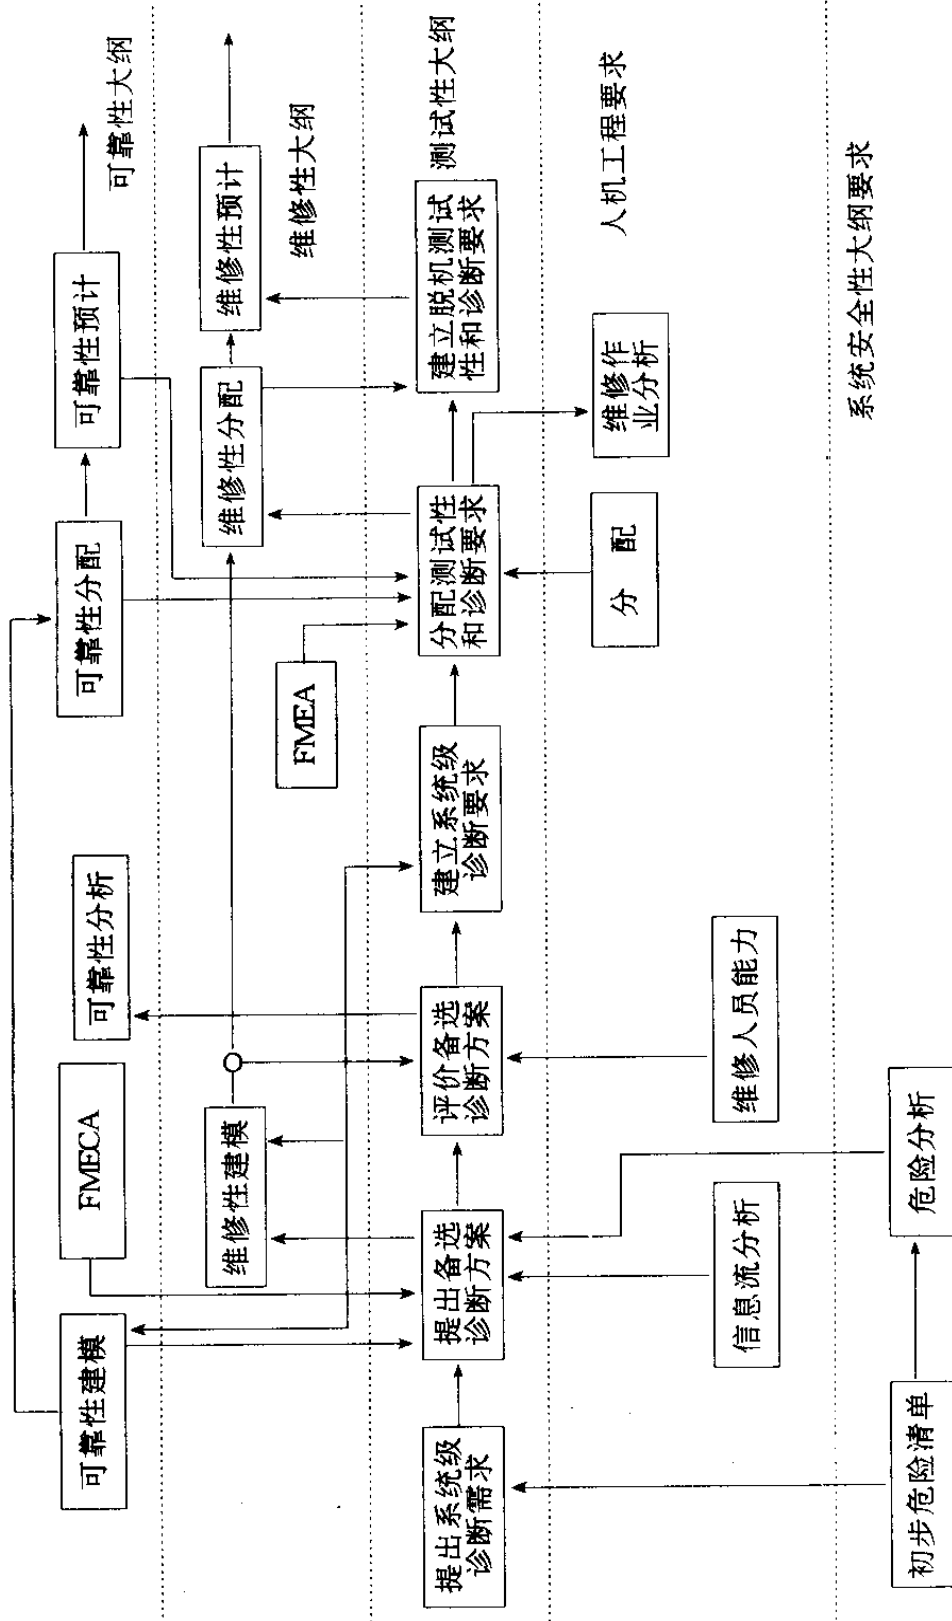 可靠性建模
FMECA
可靠性分析
可靠性分配
可靠性预计
可靠性大纲
维修性建模
FMEA
维修性分配
维修性预计
维修性大纲
提出系统级
诊断需求
提出备选
诊断方案
评价备选
诊断方案
建立系统级
诊断要求
分配测试性
和诊断要求
建立脱机测试
性和诊断要求
测试性大纲
信息流分析
维修人员能力
分 配
维修作
业分析
人机工程要求
初步危险清单
危险分析
系统安全性大纲要求